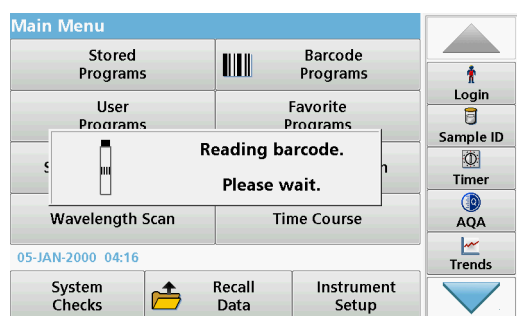 Main Menu
Stored
Programs
Barcode
Programs
User
Programs
Favorite
Programs
Reading barcode.
Please wait.
Wavelength Scan
Time Course
05-JAN-2000 04:16
System
Checks
Recall
Data
Instrument
Setup
Login
Sample ID
Timer
AQA
Trends